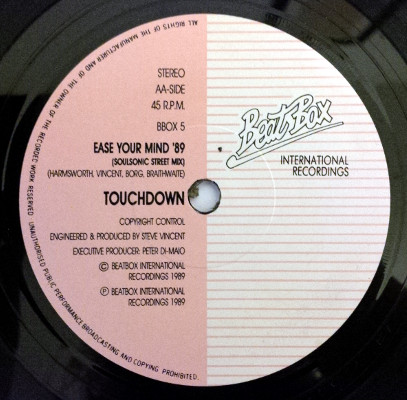 STEREO
AA-SIDE
45 R.P.M.
BBOX 5
EASE YOUR MIND '89
(SOULSONIC STREET MIX)
(HARMSWORTH, VINCENT, BORG, BRAITHWAITE)
TOUCHDOWN
COPYRIGHT CONTROL
ENGINEERED & PRODUCED BY STEVE VINCENT
EXECUTIVE PRODUCER: PETER DI-MAIO
© BEATBOX INTERNATIONAL
RECORDINGS 1989
℗ BEATBOX INTERNATIONAL
RECORDINGS 1989
Beat Box
INTERNATIONAL
RECORDINGS
ALL RIGHTS OF THE MANUFACTURER AND OF THE OWNER OF THE RECORDED WORK RESERVED. UNAUTHORISED PUBLIC PERFORMANCE BROADCASTING AND COPYING PROHIBITED.